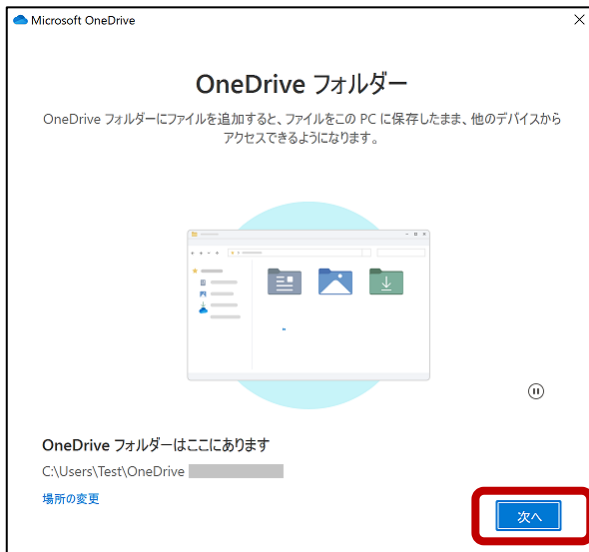 Microsoft OneDrive
OneDrive フォルダー
OneDrive フォルダーにファイルを追加すると、ファイルをこの PC に保存したまま、他のデバイスから
アクセスできるようになります。
OneDrive フォルダーはここにあります
C:\Users\Test\OneDrive
場所の変更
次へ